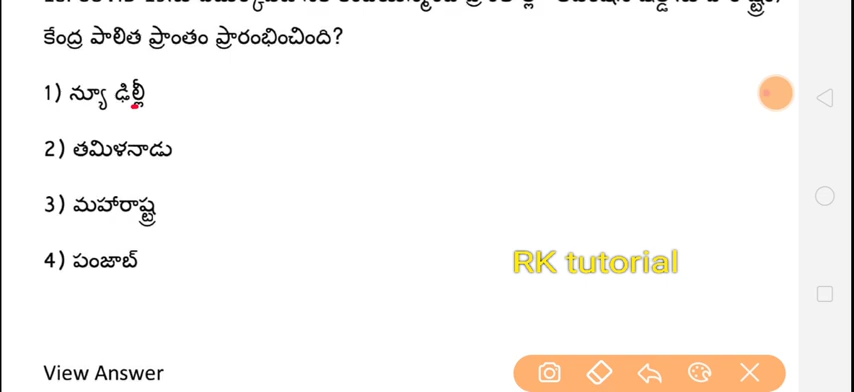 కేంద్ర పాలిత ప్రాంతం ప్రారంభించింది?
1) న్యూ ఢిల్లీ
2) తమిళనాడు
3) మహారాష్ట్ర
4) పంజాబ్
RK tutorial
View Answer